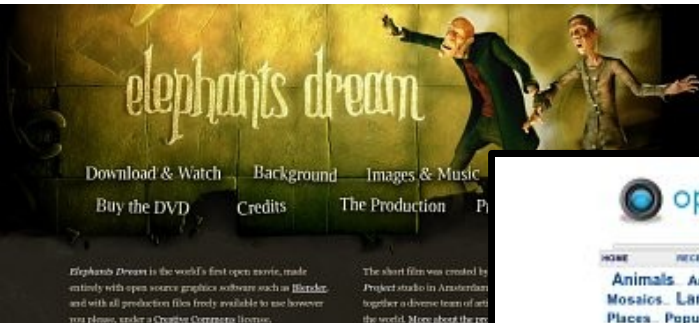 elephants dream
Download & Watch Background Images & Music
Buy the DVD Credits The Production
Elephants Dream is the world's first open movie, made
entirely with open source graphics software such as Blender,
and with all production files freely available to use however
you please, under a Creative Commons license.
The short film was created by
Project studio in Amsterdam
together a diverse team of
the world. More about the
op
HOME
Animals
Mosaics
Places